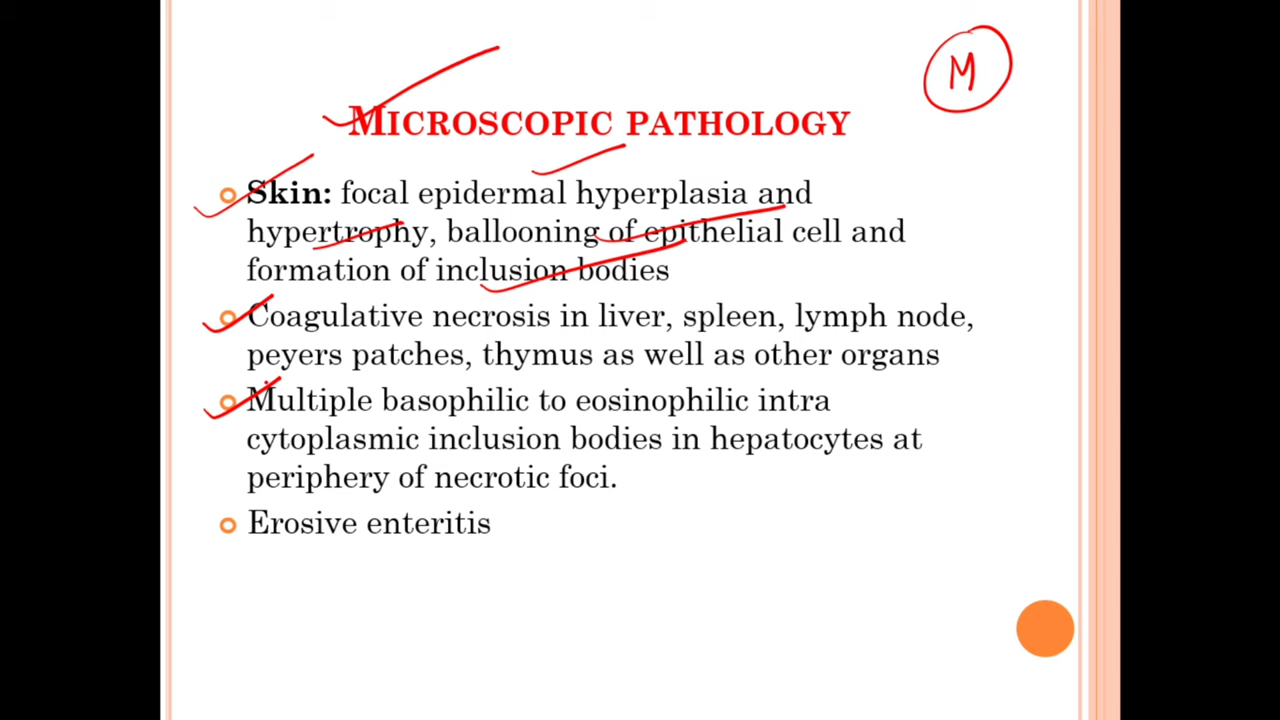 M
MICROSCOPIC PATHOLOGY
Skin: focal epidermal hyperplasia and
hypertrophy, ballooning of epithelial cell and
formation of inclusion bodies
Coagulative necrosis in liver, spleen, lymph node,
peyers patches, thymus as well as other organs
Multiple basophilic to eosinophilic intra
cytoplasmic inclusion bodies in hepatocytes at
periphery of necrotic foci.
Erosive enteritis